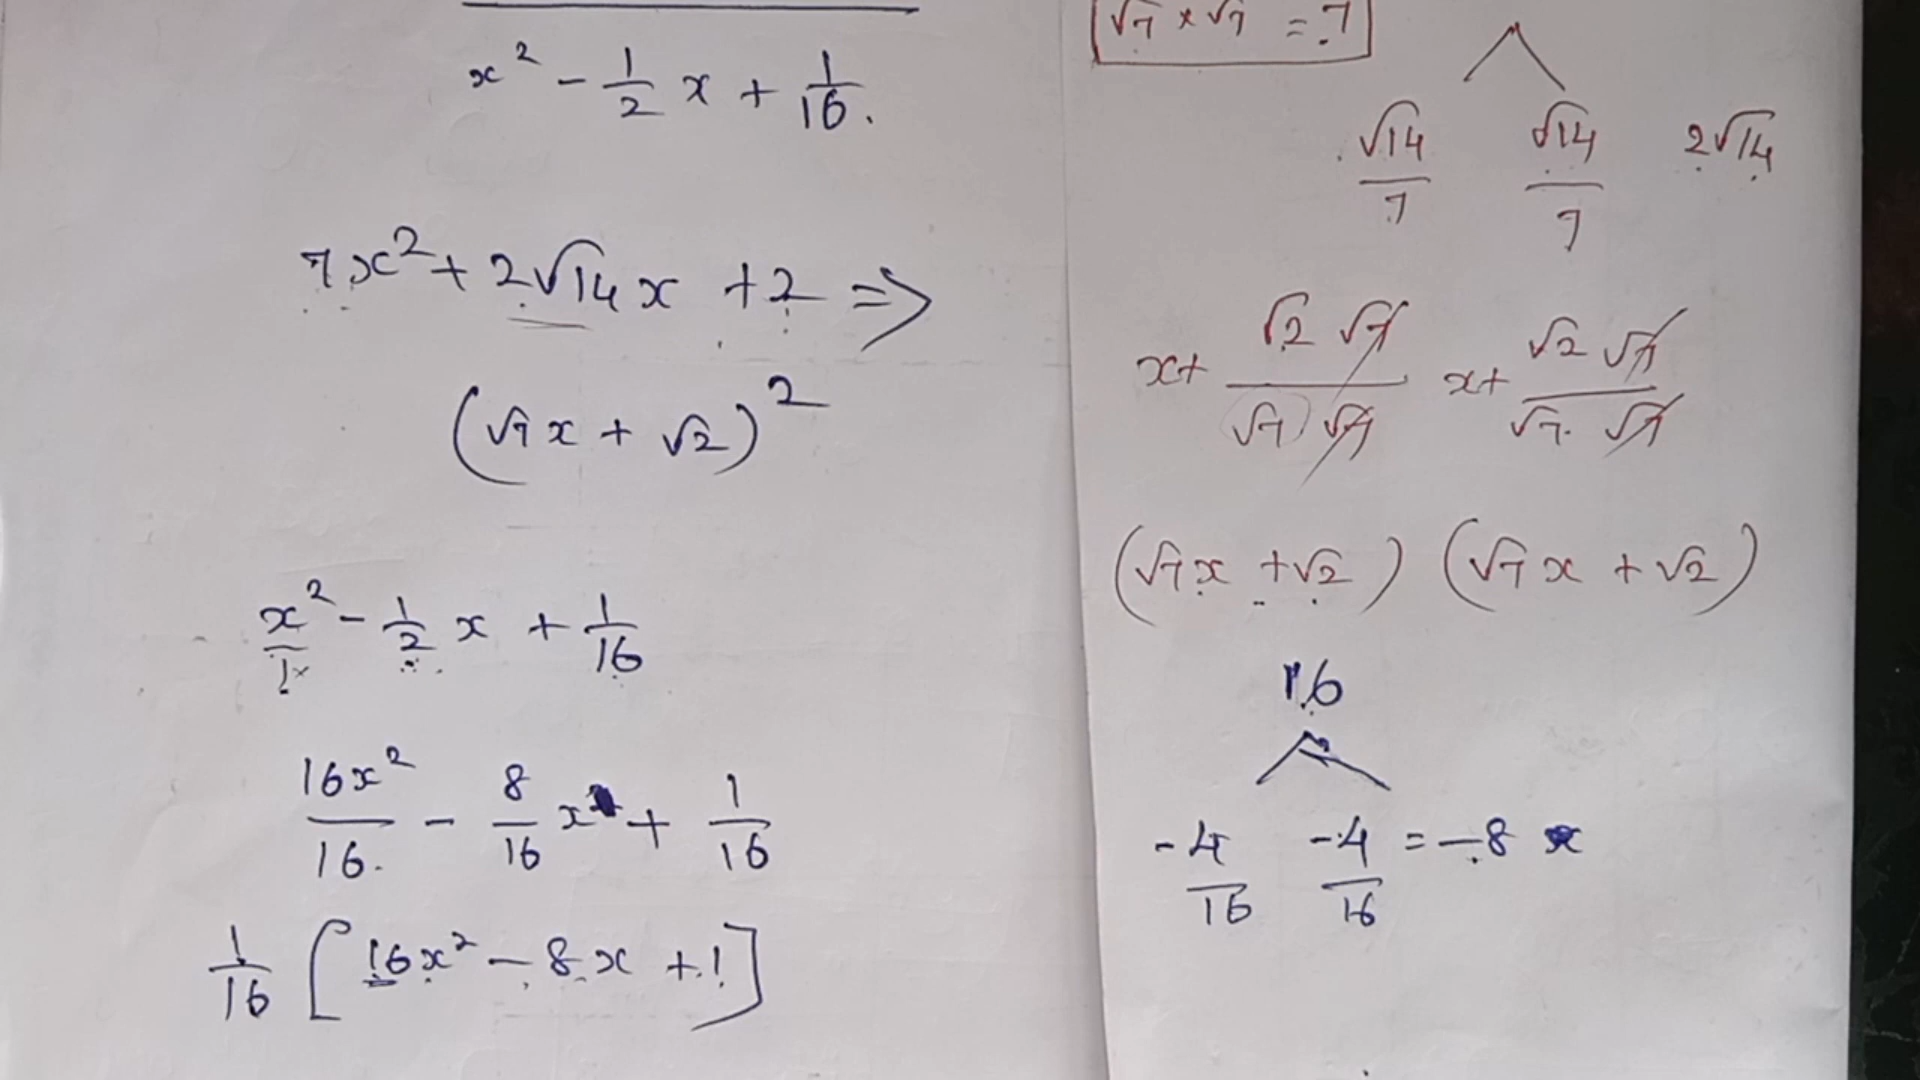 x² - 1/2 x + 1/16.
7x² + 2√14 x + 2 ⇒
(√7x + √2)²
x²/1 - 1/2 x + 1/16
16x²/16 - 8/16 x + 1/16
1/16 [16x² - 8x + 1]
√7 × √7 = 7
√14/7 √14/7 2√14
x + √2 √7/√7 √7 x + √2 √7/√7 √7
(√7x + √2) (√7x + √2)
16
-4/16 -4/16 = -8